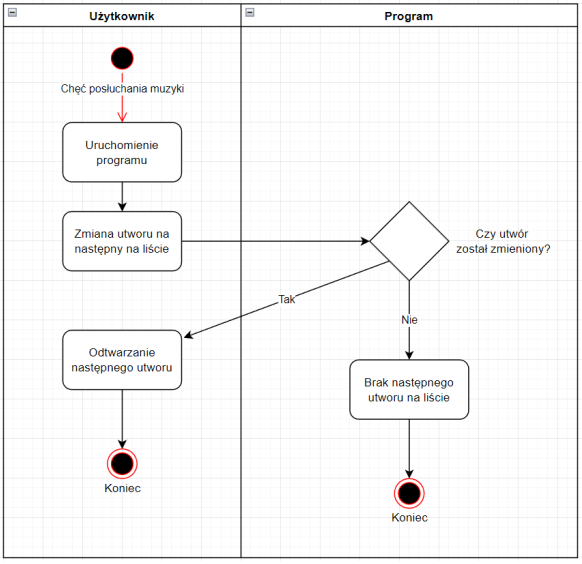 Użytkownik
Program
Chęć posłuchania muzyki
Uruchomienie
programu
Zmiana utworu na
następny na liście
Czy utwór
został zmieniony?
Tak
Nie
Odtwarzanie
następnego utworu
Brak następnego
utworu na liście
Koniec
Koniec